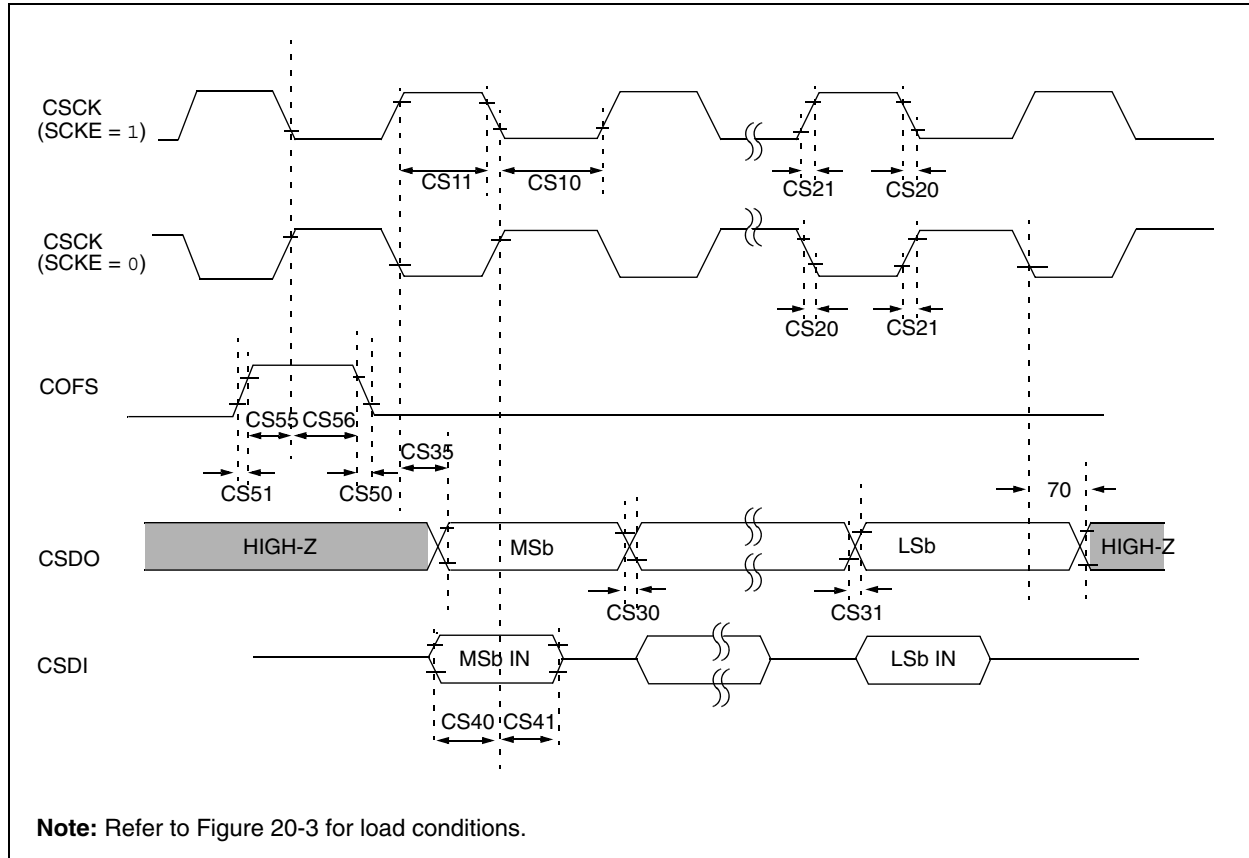 CSCK
(SCKE = 1)
CS11
CS10
CS21
CS20
CSCK
(SCKE = 0)
CS20
CS21
COFS
CS55
CS56
CS35
CS51
CS50
70
CSDO
HIGH-Z
MSb
LSb
HIGH-Z
CS30
CS31
CSDI
MSb IN
LSb IN
CS40
CS41
Note: Refer to Figure 20-3 for load conditions.